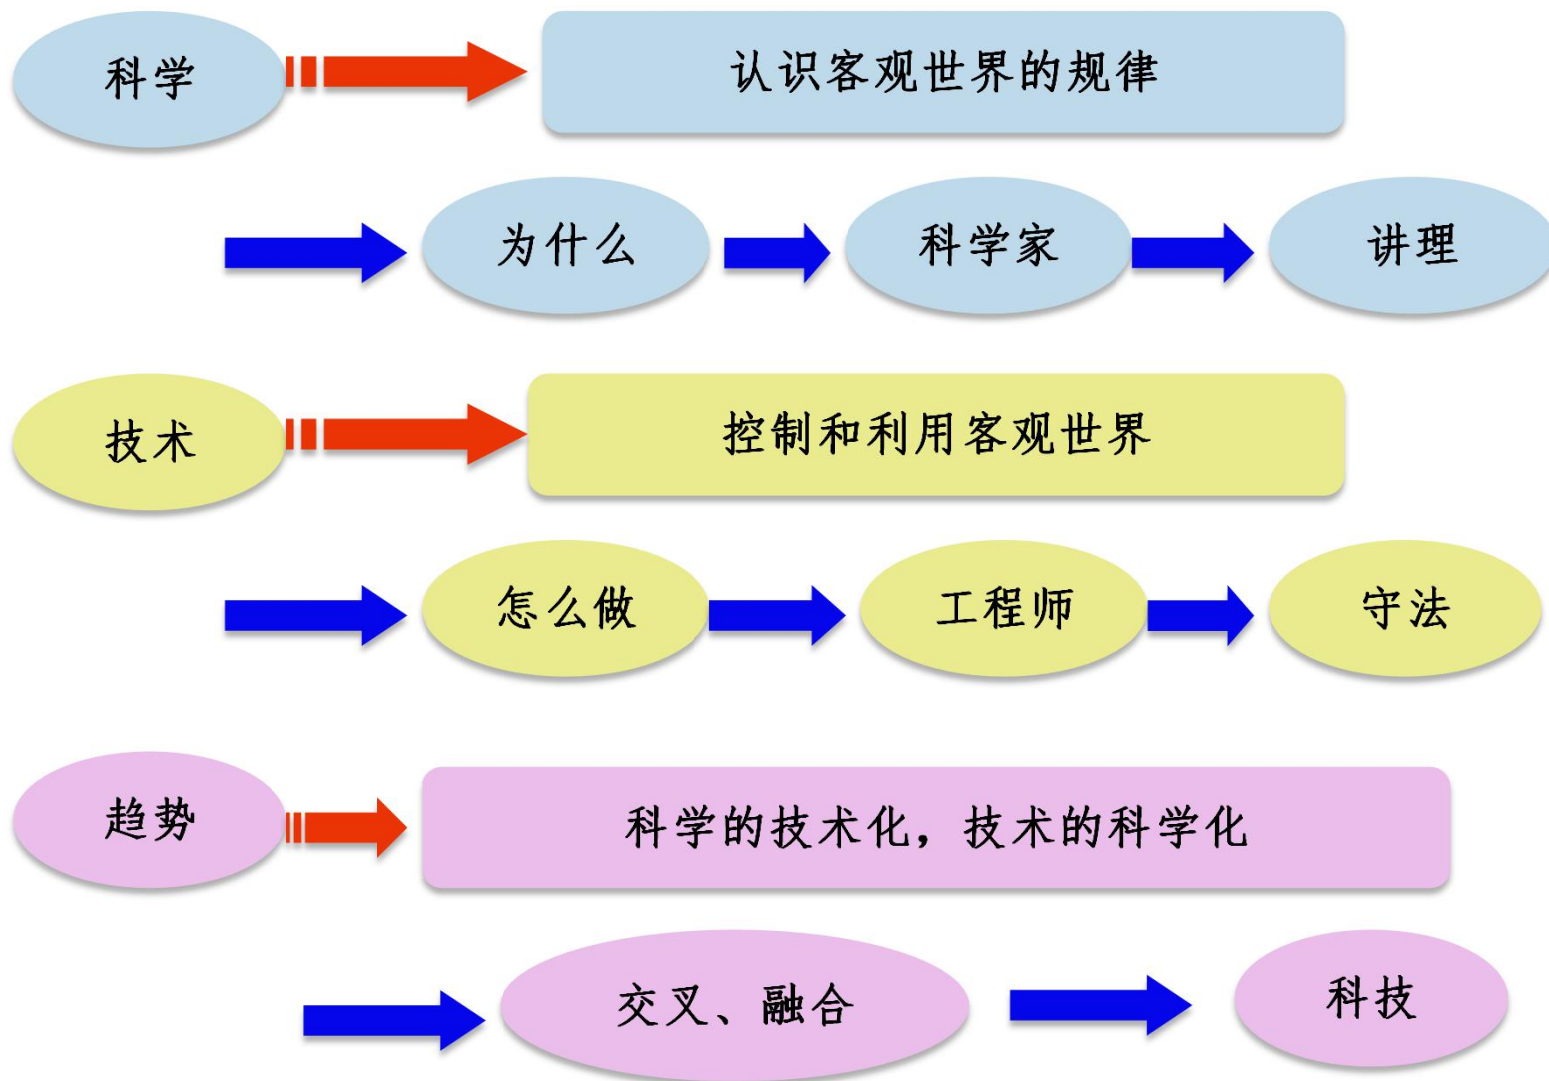 科学
认识客观世界的规律
为什么
科学家
讲理
技术
控制和利用客观世界
怎么做
工程师
守法
趋势
科学的技术化，技术的科学化
交叉、融合
科技